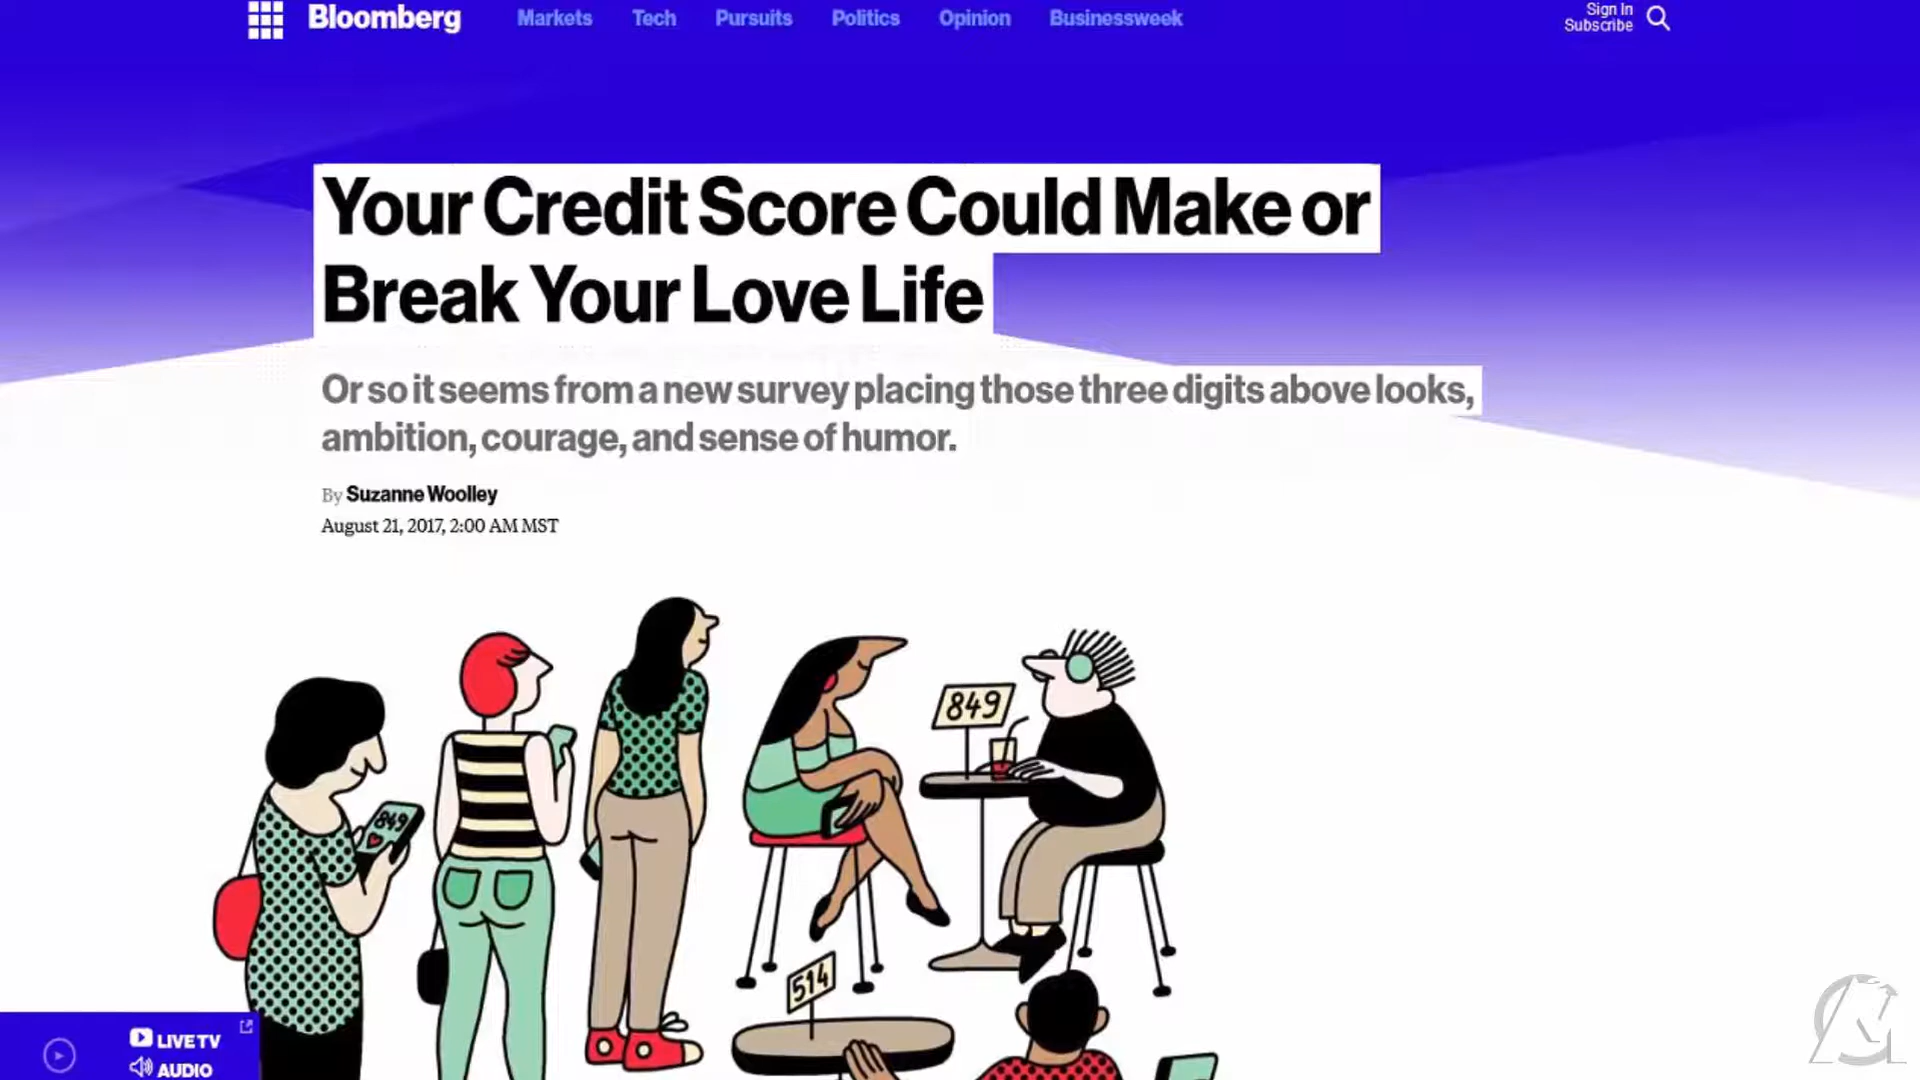 Bloomberg
Markets Tech Pursuits Politics Opinion Businessweek
Sign In
Subscribe
Your Credit Score Could Make or
Break Your Love Life
Or so it seems from a new survey placing those three digits above looks,
ambition, courage, and sense of humor.
By Suzanne Woolley
August 21, 2017, 2:00 AM MST
849
849
514
LIVE TV
AUDIO